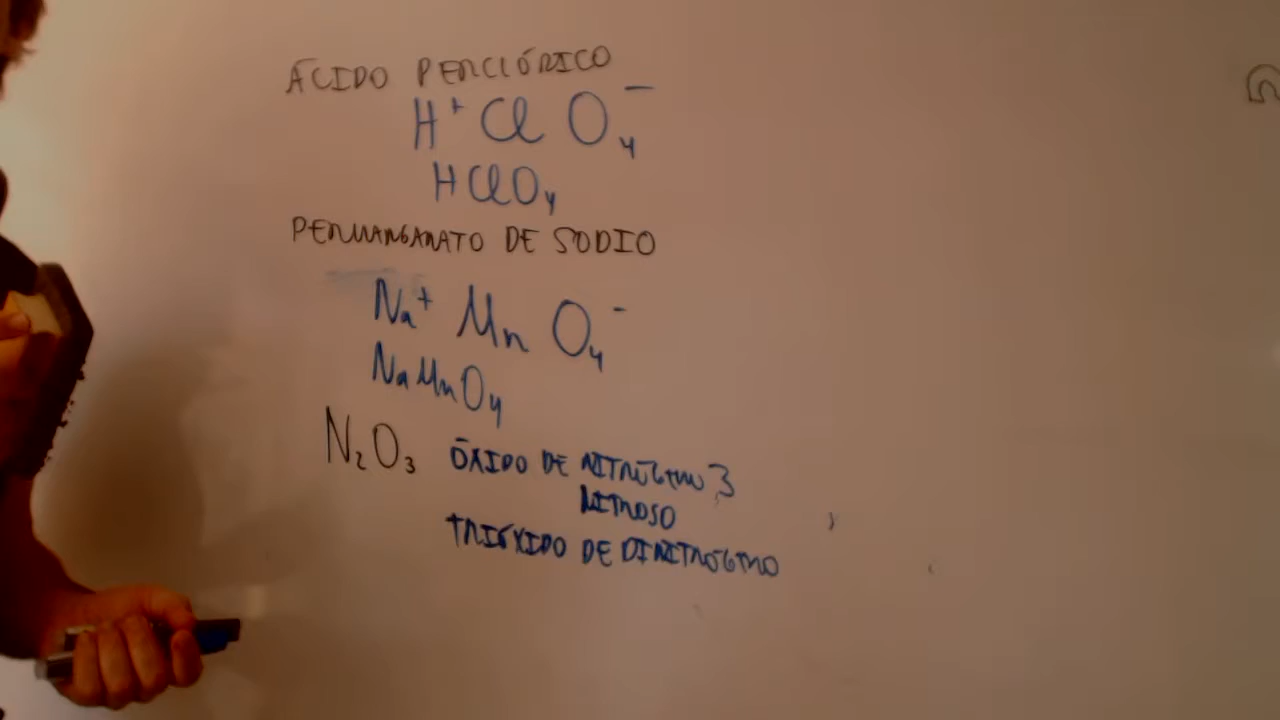 ÁCIDO PERCLÓRICO
H⁺ Cl O₄⁻
HClO₄
PERMANGANATO DE SODIO
Na⁺ Mn O₄⁻
NaMnO₄
N₂O₃ ÓXIDO DE NITRÓGENO 3
NITROSO
TRIÓXIDO DE DINITRÓGENO